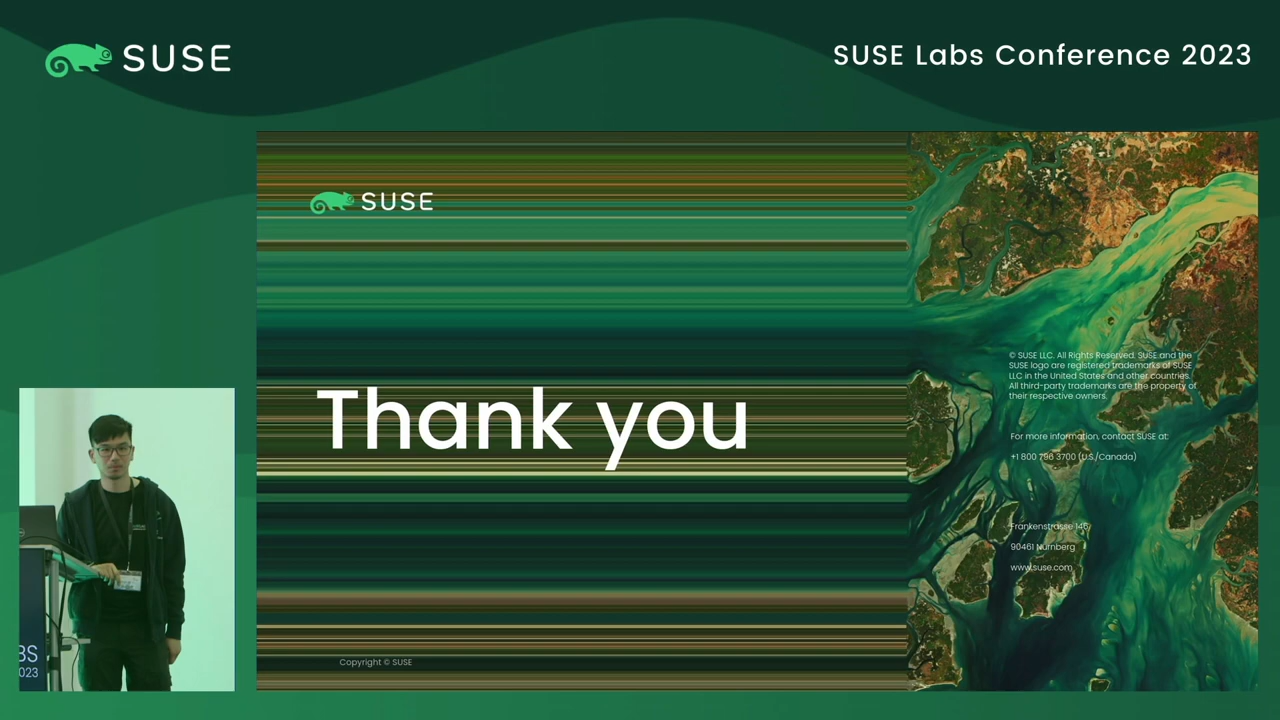 SUSE
SUSE Labs Conference 2023
SUSE
Thank you
© SUSE LLC. All Rights Reserved. SUSE and the
SUSE logo are registered trademarks of SUSE
LLC in the United States and other countries.
All third-party trademarks are the property of
their respective owners.
For more information, contact SUSE at:
+1 800 796 3700 (U.S./Canada)
Frankenstrasse 146
90461 Nürnberg
www.suse.com
Copyright © SUSE
BS
023